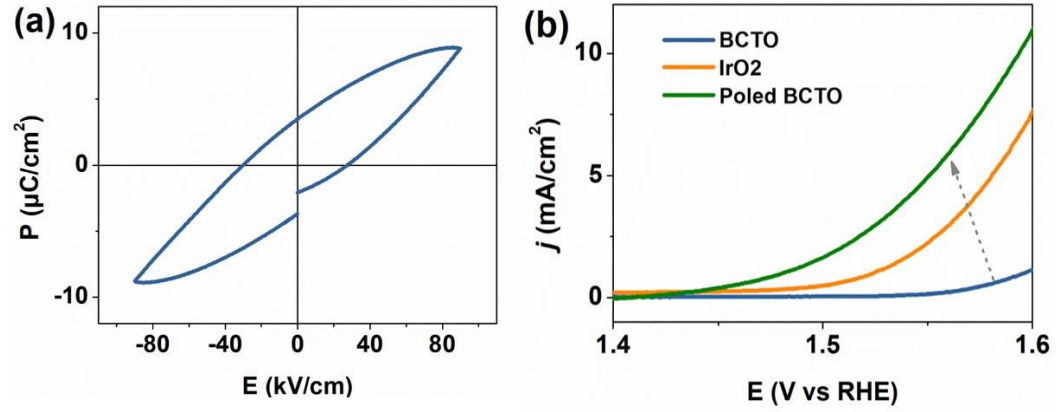 (a)
10
0
-10
P (µC/cm²)
-80
-40
0
40
80
E (kV/cm)
(b)
BCTO
IrO2
Poled BCTO
10
5
0
j (mA/cm²)
1.4
1.5
1.6
E (V vs RHE)